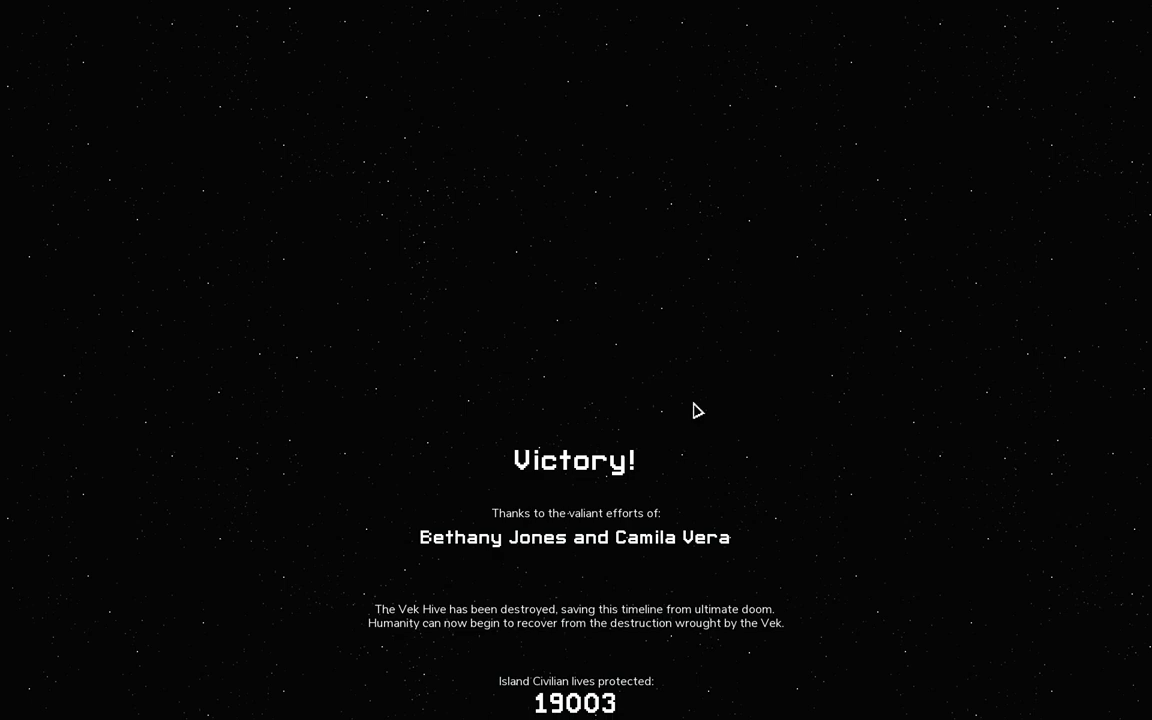 Victory!
Thanks to the valiant efforts of:
Bethany Jones and Camila Vera
The Vek Hive has been destroyed, saving this timeline from ultimate doom.
Humanity can now begin to recover from the destruction wrought by the Vek.
Island Civilian lives protected:
19003